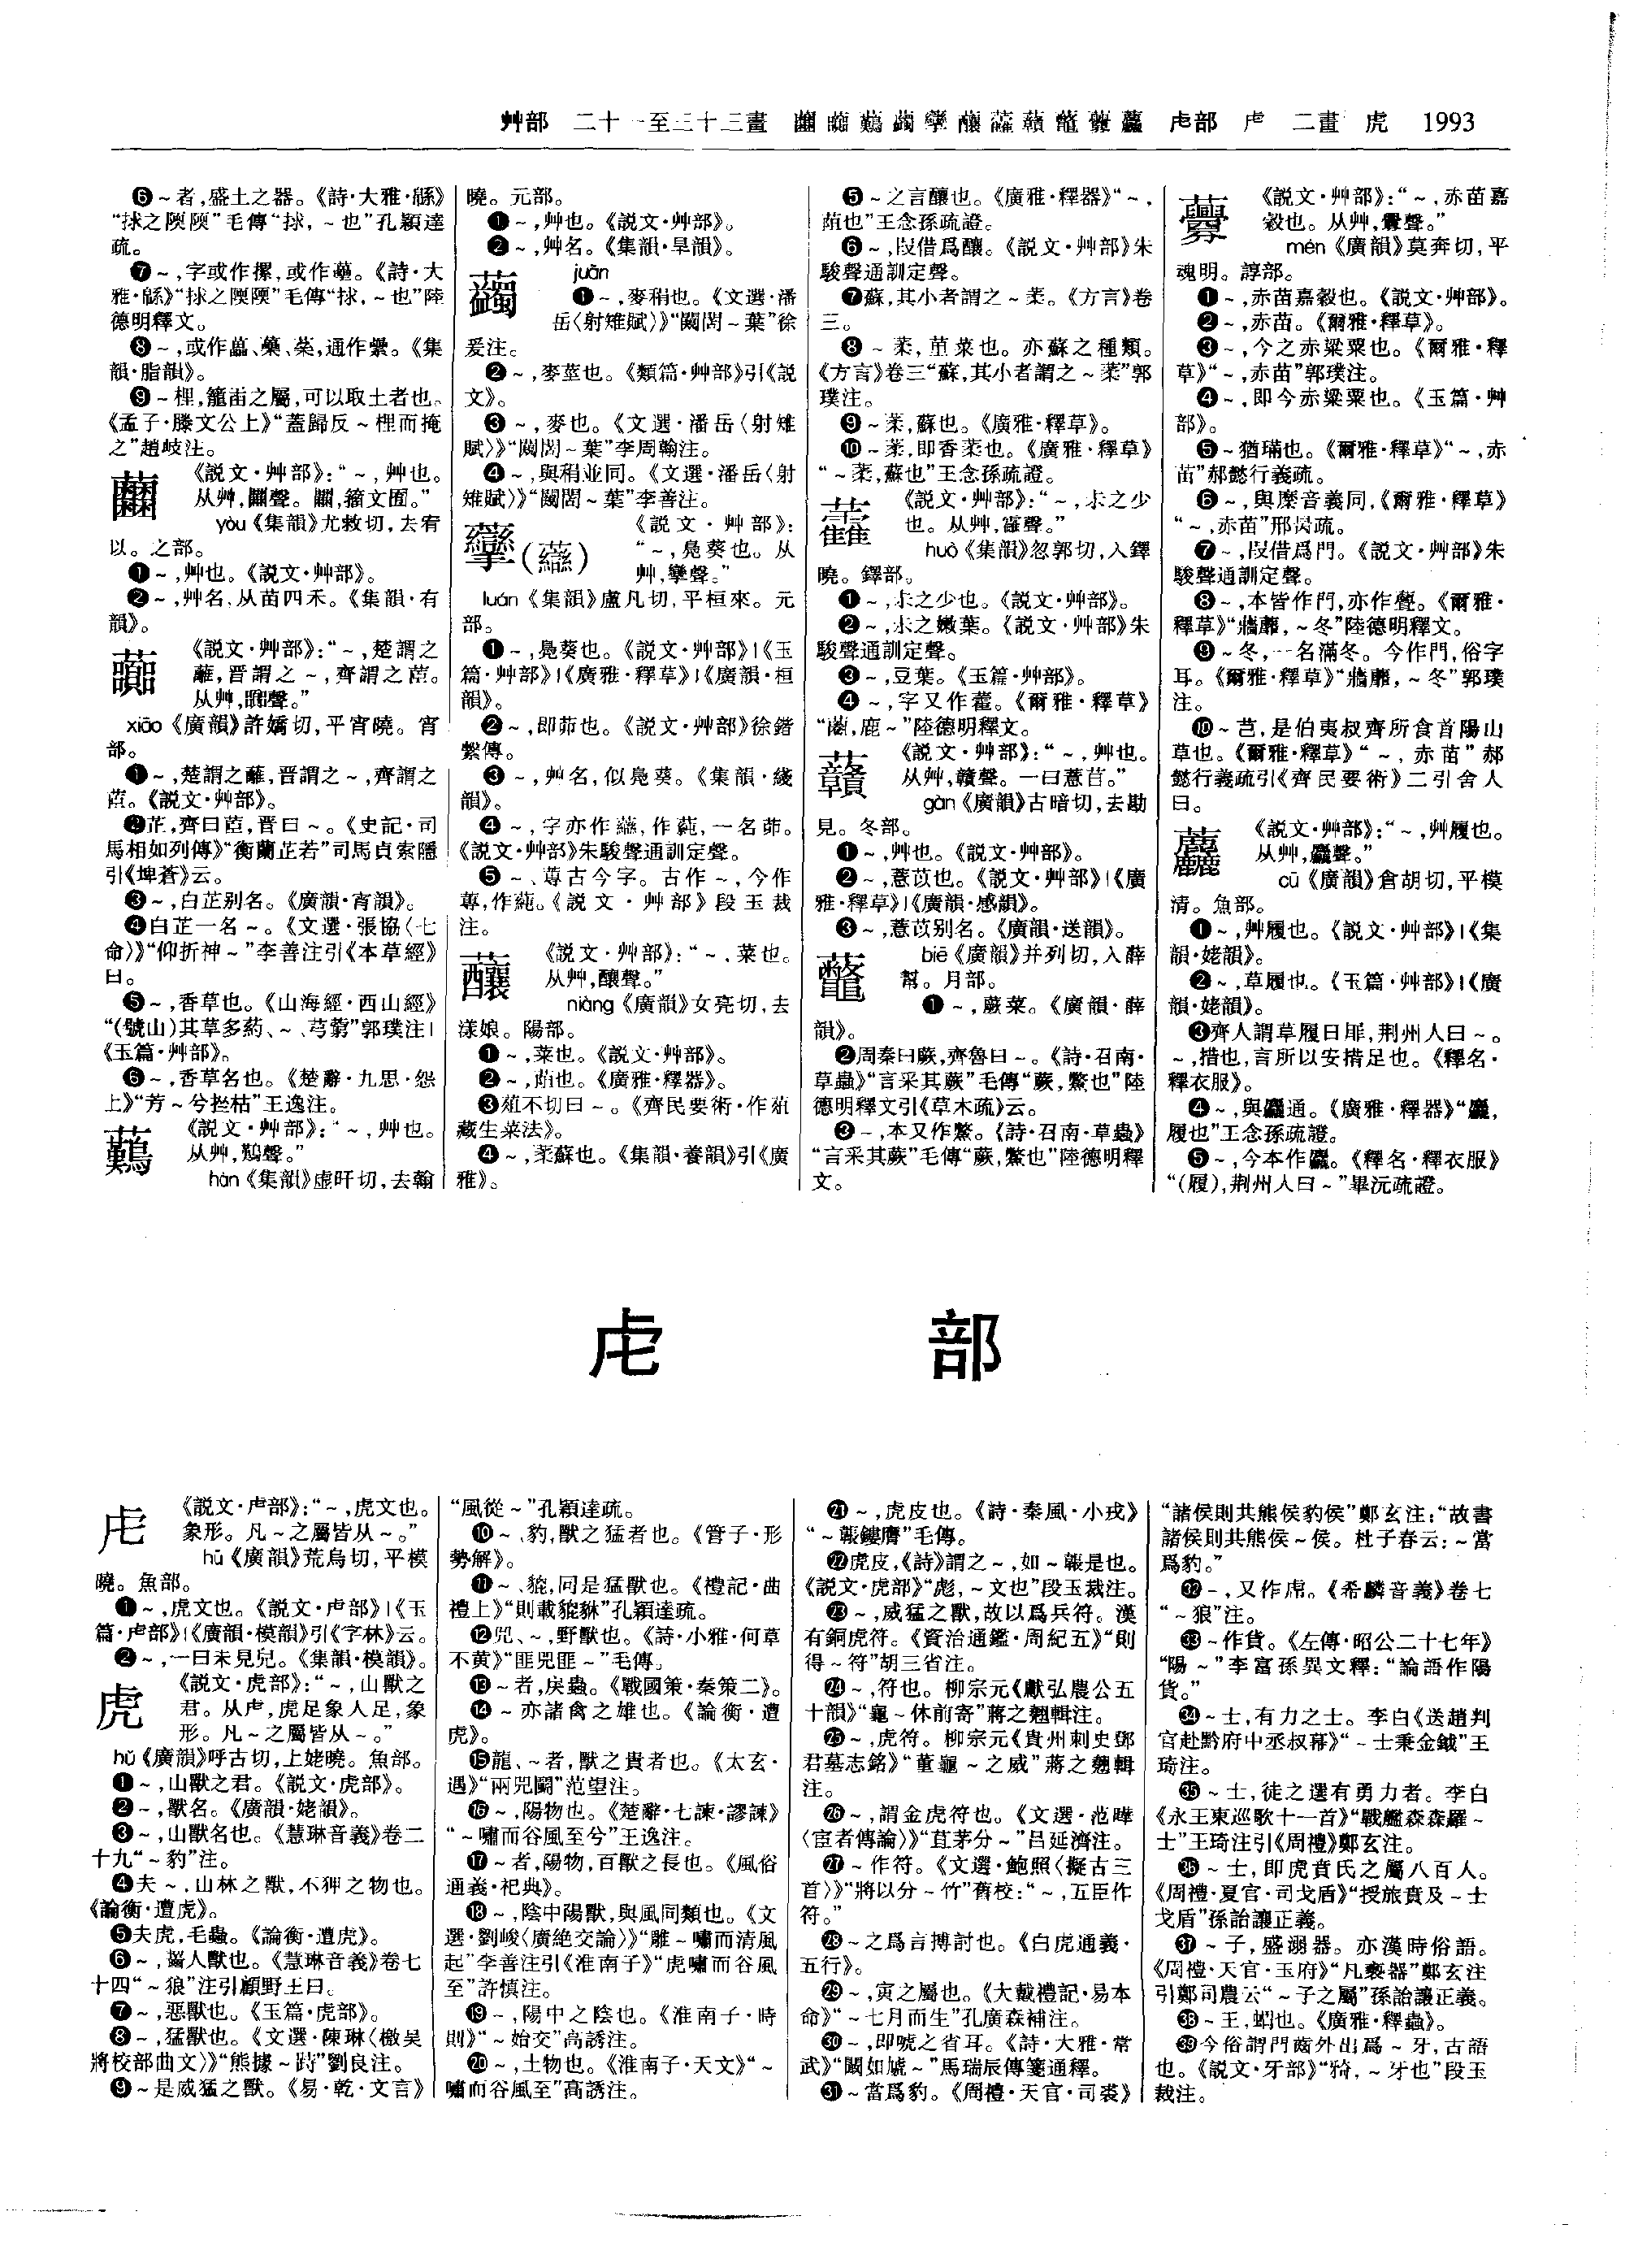 艸部 二十一至三十三畫 虍部 虍 二畫 虎 1993
❻~者,盛土之器。《詩·大雅·緜》
“捄之陾陾”毛傳“捄,~也”孔穎達
疏。
❼~,字或作摞,或作虆。《詩·大
雅·緜》“捄之陾陾”毛傳“捄,~也”陸
德明釋文。
韻·脂韻》。
❾~梩,籠臿之屬,可以取土者也。
《孟子·滕文公上》“蓋歸反~梩而掩
之”趙岐注。
《説文·艸部》:“~,艸也。
yòu《集韻》尤救切,去宥
以。之部。
❶~,艸也。《説文·艸部》。
❷~,艸名,从苗四禾。《集韻·有
韻》。
《説文·艸部》:“~,楚謂之
蘺,晋謂之~,齊謂之茞。
xiāo《廣韻》許嬌切,平宵曉。宵
部。
❶~,楚謂之蘺,晋謂之~,齊謂之
茞。《説文·艸部》。
❷芷,齊曰茞,晋曰~。《史記·司
馬相如列傳》“衡蘭芷若”司馬貞索隱
引《埤蒼》云。
❸~,白芷别名。《廣韻·宵韻》。
❹白芷一名~。《文選·張協〈七
命〉》“仰折神~”李善注引《本草經》
曰。
❺~,香草也。《山海經·西山經》
“(號山)其草多葯、~、芎藭”郭璞注|
《玉篇·艸部》。
❻~,香草名也。《楚辭·九思·怨
上》“芳~兮挫枯”王逸注。
《説文·艸部》:“~,艸也。
从艸,鷬聲。”
hàn《集韻》虚旰切,去翰
曉。元部。
❶~,艸也。《説文·艸部》。
❷~,艸名。《集韻·旱韻》。
蠲 juān
❶~,麥稍也。《文選·潘
岳〈射雉賦〉》“闚䦗~葉”徐
爰注。
❷~,麥莖也。《類篇·艸部》引《説
文》。
❸~,麥也。《文選·潘岳〈射雉
賦〉》“闚䦗~葉”李周翰注。
❹~,與稍並同。《文選·潘岳〈射
雉賦〉》“闚䦗~葉”李善注。
《説文·艸部》:
“~,鳧葵也。从
艸,攣聲。”
luán《集韻》盧凡切,平桓來。元
部。
❶~,鳧葵也。《説文·艸部》|《玉
篇·艸部》|《廣雅·釋草》|《廣韻·桓
韻》。
❷~,即茆也。《説文·艸部》徐鍇
繫傳。
❸~,艸名,似鳧葵。《集韻·綫
韻》。
❹~,字亦作虊,作蒓,一名茆。
《説文·艸部》朱駿聲通訓定聲。
❺~、蓴古今字。古作~,今作
蓴,作蒓。《説文·艸部》段玉裁
注。
蘸釀 《説文·艸部》:“~,菜也。
从艸,釀聲。”
niàng《廣韻》女亮切,去
漾娘。陽部。
❶~,菜也。《説文·艸部》。
❷~,葅也。《廣雅·釋器》。
❸葅不切曰~。《齊民要術·作葅
藏生菜法》。
❹~,葇蘇也。《集韻·養韻》引《廣
雅》。
❺~之言釀也。《廣雅·釋器》“~,
葅也”王念孫疏證。
❻~,叚借爲釀。《説文·艸部》朱
駿聲通訓定聲。
❼蘇,其小者謂之~葇。《方言》卷
三。
❽~葇,堇菜也。亦蘇之種類。
《方言》卷三“蘇,其小者謂之~葇”郭
璞注。
❾~葇,蘇也。《廣雅·釋草》。
❿~葇,即香葇也。《廣雅·釋草》
“~葇,蘇也”王念孫疏證。
《説文·艸部》:“~,尗之少
也。从艸,靃聲。”
huò《集韻》忽郭切,入鐸
曉。鐸部。
❶~,尗之少也。《説文·艸部》。
❷~,尗之嫩葉。《説文·艸部》朱
駿聲通訓定聲。
❸~,豆葉。《玉篇·艸部》。
❹~,字又作藿。《爾雅·釋草》
“蔨,鹿~”陸德明釋文。
《説文·艸部》:“~,艸也。
从艸,贛聲。一曰薏苢。”
gàn《廣韻》古暗切,去勘
見。冬部。
❶~,艸也。《説文·艸部》。
❷~,薏苡也。《説文·艸部》|《廣
雅·釋草》|《廣韻·感韻》。
❸~,薏苡别名。《廣韻·送韻》。
虌 biē《廣韻》并列切,入薛
幫。月部。
❶~,蕨菜。《廣韻·薛
韻》。
❷周秦曰蕨,齊魯曰~。《詩·召南·
草蟲》“言采其蕨”毛傳“蕨,鱉也”陸
德明釋文引《草木疏》云。
❸~,本又作鱉。《詩·召南·草蟲》
“言采其蕨”毛傳“蕨,鱉也”陸德明釋
文。
虋 《説文·艸部》:“~,赤苗嘉
穀也。从艸,釁聲。”
mén《廣韻》莫奔切,平
魂明。諄部。
❶~,赤苗嘉穀也。《説文·艸部》。
❷~,赤苗。《爾雅·釋草》。
❸~,今之赤粱粟也。《爾雅·釋
草》“~,赤苗”郭璞注。
❹~,即今赤粱粟也。《玉篇·艸
部》。
❺~猶璊也。《爾雅·釋草》“~,赤
苗”郝懿行義疏。
❻~,與穈音義同,《爾雅·釋草》
“~,赤苗”邢昺疏。
❼~,叚借爲門。《説文·艸部》朱
駿聲通訓定聲。
❽~,本皆作門,亦作亹。《爾雅·
釋草》“蘠蘼,~冬”陸德明釋文。
❾~冬,一名滿冬。今作門,俗字
耳。《爾雅·釋草》“蘠蘼,~冬”郭璞
注。
❿~芑,是伯夷叔齊所食首陽山
草也。《爾雅·釋草》“~,赤苗”郝
懿行義疏引《齊民要術》二引舍人
曰。
《説文·艸部》:“~,艸履也。
从艸,麤聲。”
cū《廣韻》倉胡切,平模
清。魚部。
❶~,艸履也。《説文·艸部》|《集
韻·姥韻》。
❷~,草履也。《玉篇·艸部》|《廣
韻·姥韻》。
❸齊人謂草履曰屝,荆州人曰~。
~,措也,言所以安措足也。《釋名·
釋衣服》。
❹~,與麤通。《廣雅·釋器》“麤,
履也”王念孫疏證。
❺~,今本作麤。《釋名·釋衣服》
“(履),荆州人曰~”畢沅疏證。
虍 部
虍 《説文·虍部》:“~,虎文也。
象形。凡~之屬皆从~。”
hū《廣韻》荒烏切,平模
曉。魚部。
❶~,虎文也。《説文·虍部》|《玉
篇·虍部》|《廣韻·模韻》引《字林》云。
❷~,一曰未見皃。《集韻·模韻》。
虎 《説文·虎部》:“~,山獸之
君。从虍,虎足象人足,象
形。凡~之屬皆从~。”
hǔ《廣韻》呼古切,上姥曉。魚部。
❶~,山獸之君。《説文·虎部》。
❷~,獸名。《廣韻·姥韻》。
❸~,山獸名也。《慧琳音義》卷二
十九“~豹”注。
❹夫~,山林之獸,不狎之物也。
《論衡·遭虎》。
❺夫虎,毛蟲。《論衡·遭虎》。
❻~,齧人獸也。《慧琳音義》卷七
十四“~狼”注引顧野王曰。
❼~,惡獸也。《玉篇·虎部》。
❽~,猛獸也。《文選·陳琳〈檄吴
將校部曲文〉》“熊據~跱”劉良注。
❾~是威猛之獸。《易·乾·文言》
“風從~”孔穎達疏。
❿~、豹,獸之猛者也。《管子·形
勢解》。
⓫~、貔,同是猛獸也。《禮記·曲
禮上》“則載貔貅”孔穎達疏。
⓬兕、~,野獸也。《詩·小雅·何草
不黄》“匪兕匪~”毛傳。
⓭~者,戾蟲。《戰國策·秦策二》。
⓮~亦諸禽之雄也。《論衡·遭
虎》。
⓯龍、~者,獸之貴者也。《太玄·
遇》“兩兕鬭”范望注。
⓰~,陽物也。《楚辭·七諫·謬諫》
“~嘯而谷風至兮”王逸注。
⓱~者,陽物,百獸之長也。《風俗
通義·祀典》。
⓲~,陰中陽獸,與風同類也。《文
選·劉峻〈廣絶交論〉》“雖~嘯而清風
起”李善注引《淮南子》“虎嘯而谷風
至”許慎注。
⓳~,陽中之陰也。《淮南子·時
則》“~始交”高誘注。
⓴~,土物也。《淮南子·天文》“~
嘯而谷風至”高誘注。
㉑~,虎皮也。《詩·秦風·小戎》
“~韔鏤膺”毛傳。
㉒虎皮,《詩》謂之~,如~韔是也。
《説文·虎部》“彪,~文也”段玉裁注。
㉓~,威猛之獸,故以爲兵符。漢
有銅虎符。《資治通鑑·周紀五》“則
得~符”胡三省注。
㉔~,符也。柳宗元《獻弘農公五
十韻》“龜~休前寄”蔣之翹輯注。
㉕~,虎符。柳宗元《貴州刺史鄧
君墓志銘》“董龜~之威”蔣之翹輯
注。
㉖~,謂金虎符也。《文選·范曄
〈宦者傳論〉》“苴茅分~”吕延濟注。
㉗~作符。《文選·鮑照〈擬古三
首〉》“將以分~竹”舊校:“~,五臣作
符。”
㉘~之爲言搏討也。《白虎通義·
五行》。
㉙~,寅之屬也。《大戴禮記·易本
命》“~七月而生”孔廣森補注。
㉚~,即唬之省耳。《詩·大雅·常
武》“闞如虓~”馬瑞辰傳箋通釋。
㉛~當爲豹。《周禮·天官·司裘》
“諸侯則共熊侯豹侯”鄭玄注:“故書
諸侯則共熊侯~侯。杜子春云:~當
爲豹。”
㉜~,又作虝。《希麟音義》卷七
“~狼”注。
㉝~作貨。《左傳·昭公二十七年》
“陽~”李富孫異文釋:“論語作陽
貨。”
㉞~士,有力之士。李白《送趙判
官赴黔府中丞叔幕》“~士秉金鉞”王
琦注。
㉟~士,徒之選有勇力者。李白
《永王東巡歌十一首》“戰艦森森羅~
士”王琦注引《周禮》鄭玄注。
㊱~士,即虎賁氏之屬八百人。
《周禮·夏官·司戈盾》“授旅賁及~士
戈盾”孫詒讓正義。
㊲~子,盛溺器。亦漢時俗語。
《周禮·天官·玉府》“凡褻器”鄭玄注
引鄭司農云“~子之屬”孫詒讓正義。
㊳~王,蝟也。《廣雅·釋蟲》。
㊴今俗謂門齒外出爲~牙,古語
也。《説文·牙部》“㸷,~牙也”段玉
裁注。